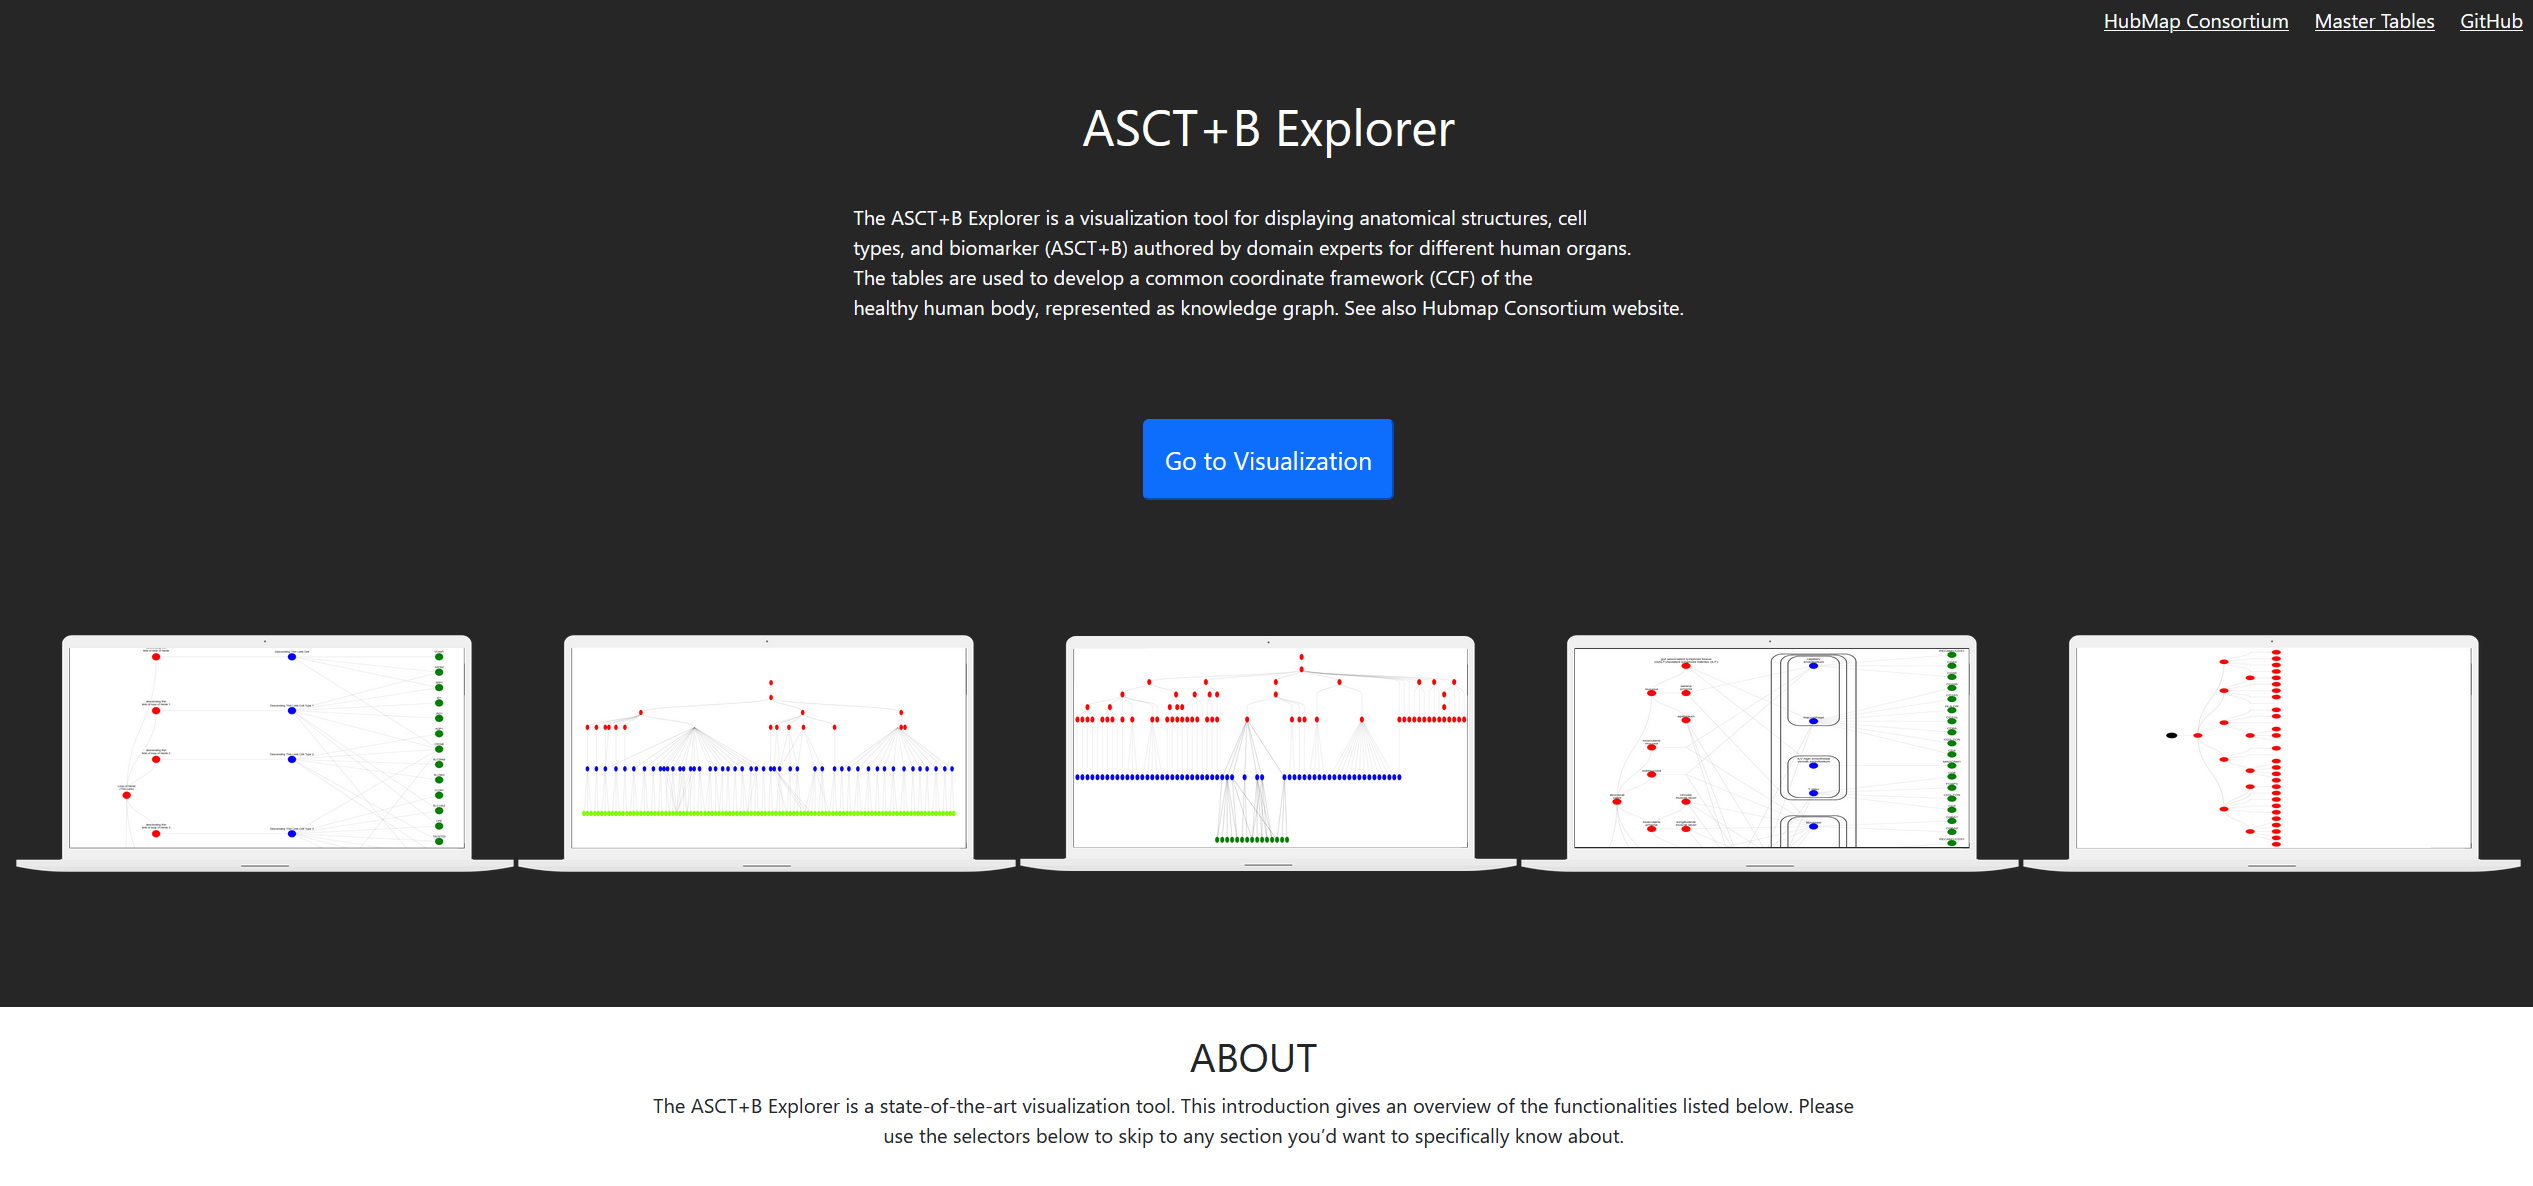 HubMap Consortium Master Tables GitHub
ASCT+B Explorer
The ASCT+B Explorer is a visualization tool for displaying anatomical structures, cell
types, and biomarker (ASCT+B) authored by domain experts for different human organs.
The tables are used to develop a common coordinate framework (CCF) of the
healthy human body, represented as knowledge graph. See also Hubmap Consortium website.
Go to Visualization
ABOUT
The ASCT+B Explorer is a state-of-the-art visualization tool. This introduction gives an overview of the functionalities listed below. Please
use the selectors below to skip to any section you’d want to specifically know about.